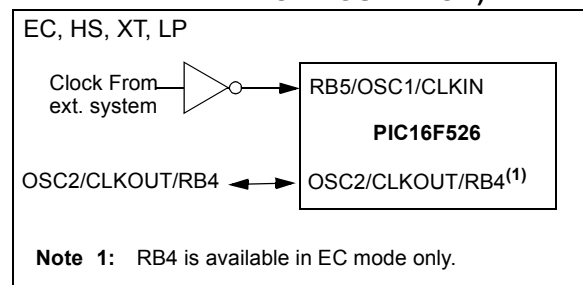 EC, HS, XT, LP
Clock From
ext. system
RB5/OSC1/CLKIN
PIC16F526
OSC2/CLKOUT/RB4
OSC2/CLKOUT/RB4(1)
Note 1: RB4 is available in EC mode only.